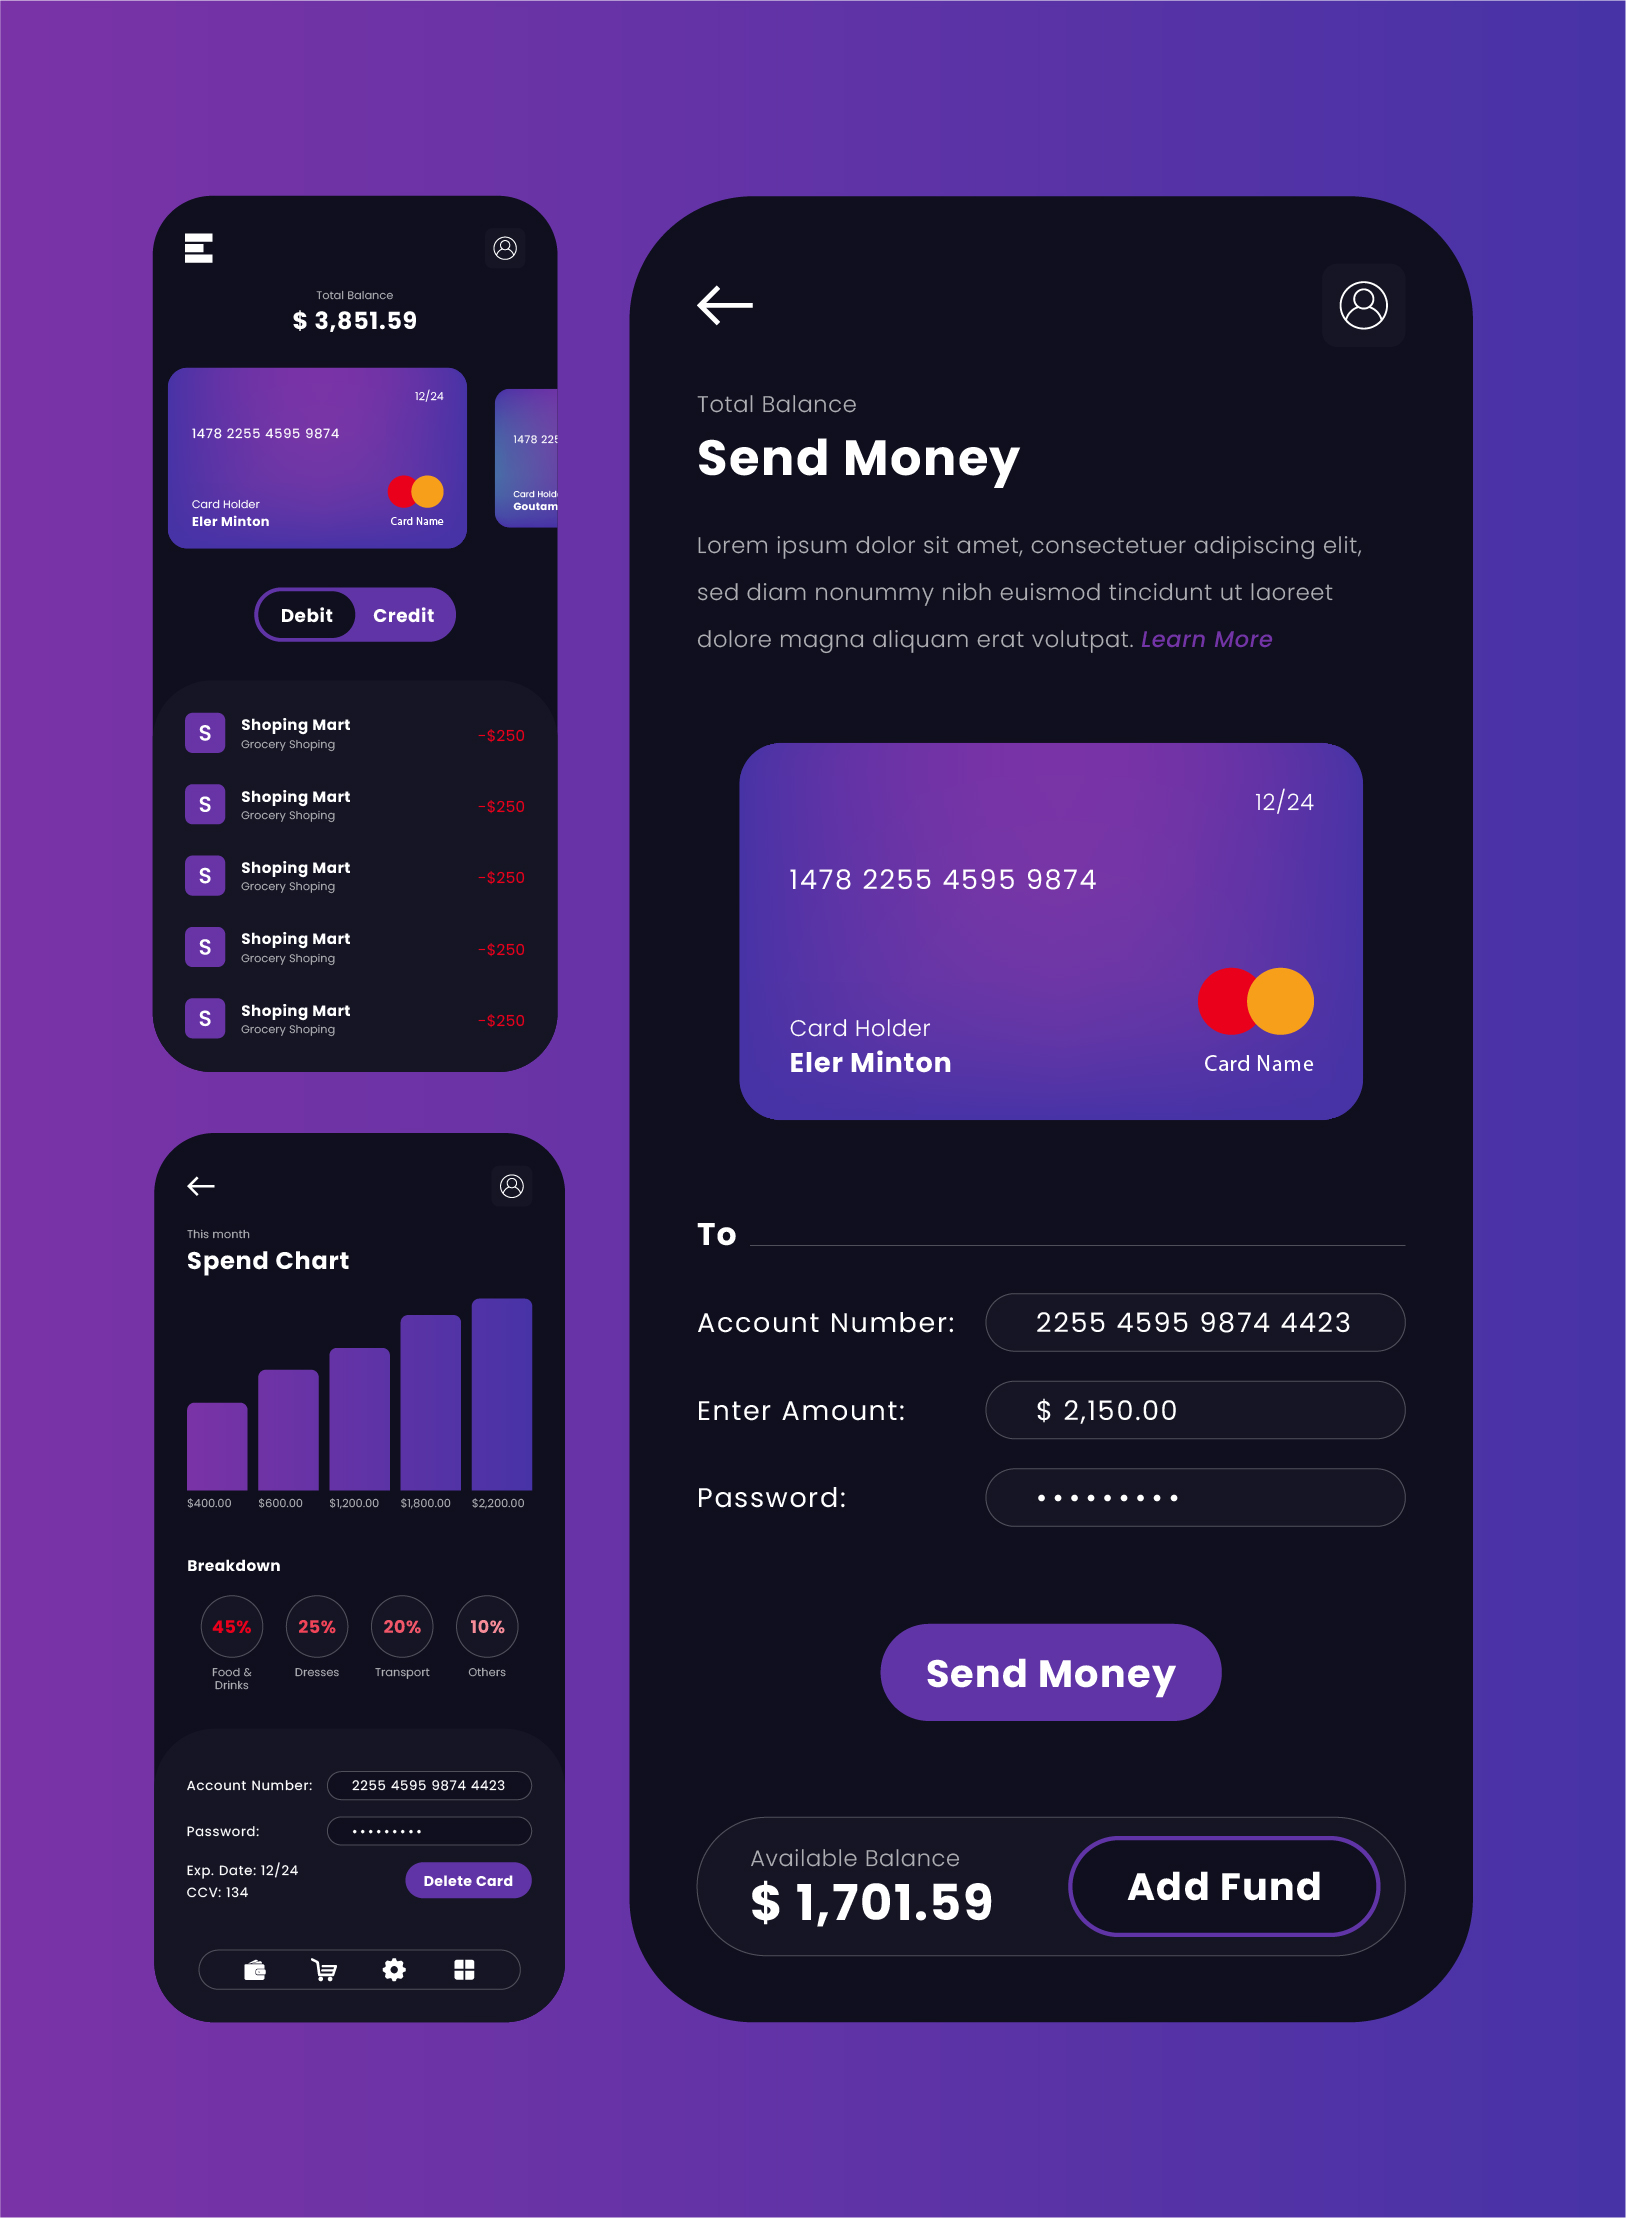 Total Balance
$ 3,851.59
12/24
1478 2255 4595 9874
Card Holder
Eler Minton
Card Name
1478 225
Card Hold
Goutam
Debit
Credit
S
Shoping Mart
Grocery Shoping
-$250
S
Shoping Mart
Grocery Shoping
-$250
S
Shoping Mart
Grocery Shoping
-$250
S
Shoping Mart
Grocery Shoping
-$250
S
Shoping Mart
Grocery Shoping
-$250
This month
Spend Chart
$400.00
$600.00
$1,200.00
$1,800.00
$2,200.00
Breakdown
45%
25%
20%
10%
Food &
Drinks
Dresses
Transport
Others
Account Number:
2255 4595 9874 4423
Password:
•••••••••
Exp. Date: 12/24
CCV: 134
Delete Card
Total Balance
Send Money
Lorem ipsum dolor sit amet, consectetuer adipiscing elit,
sed diam nonummy nibh euismod tincidunt ut laoreet
dolore magna aliquam erat volutpat. Learn More
12/24
1478 2255 4595 9874
Card Holder
Eler Minton
Card Name
To
Account Number:
2255 4595 9874 4423
Enter Amount:
$ 2,150.00
Password:
•••••••••
Send Money
Available Balance
$ 1,701.59
Add Fund